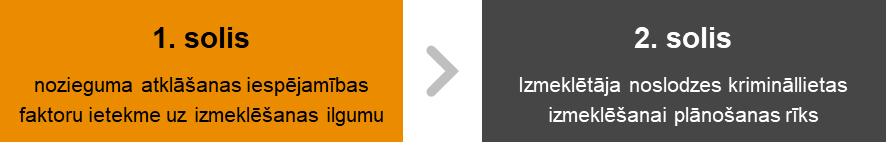 1. solis
nozieguma atklāšanas iespējamības
faktoru ietekme uz izmeklēšanas ilgumu
2. solis
Izmeklētāja noslodzes krimināllietas
izmeklēšanai plānošanas rīks